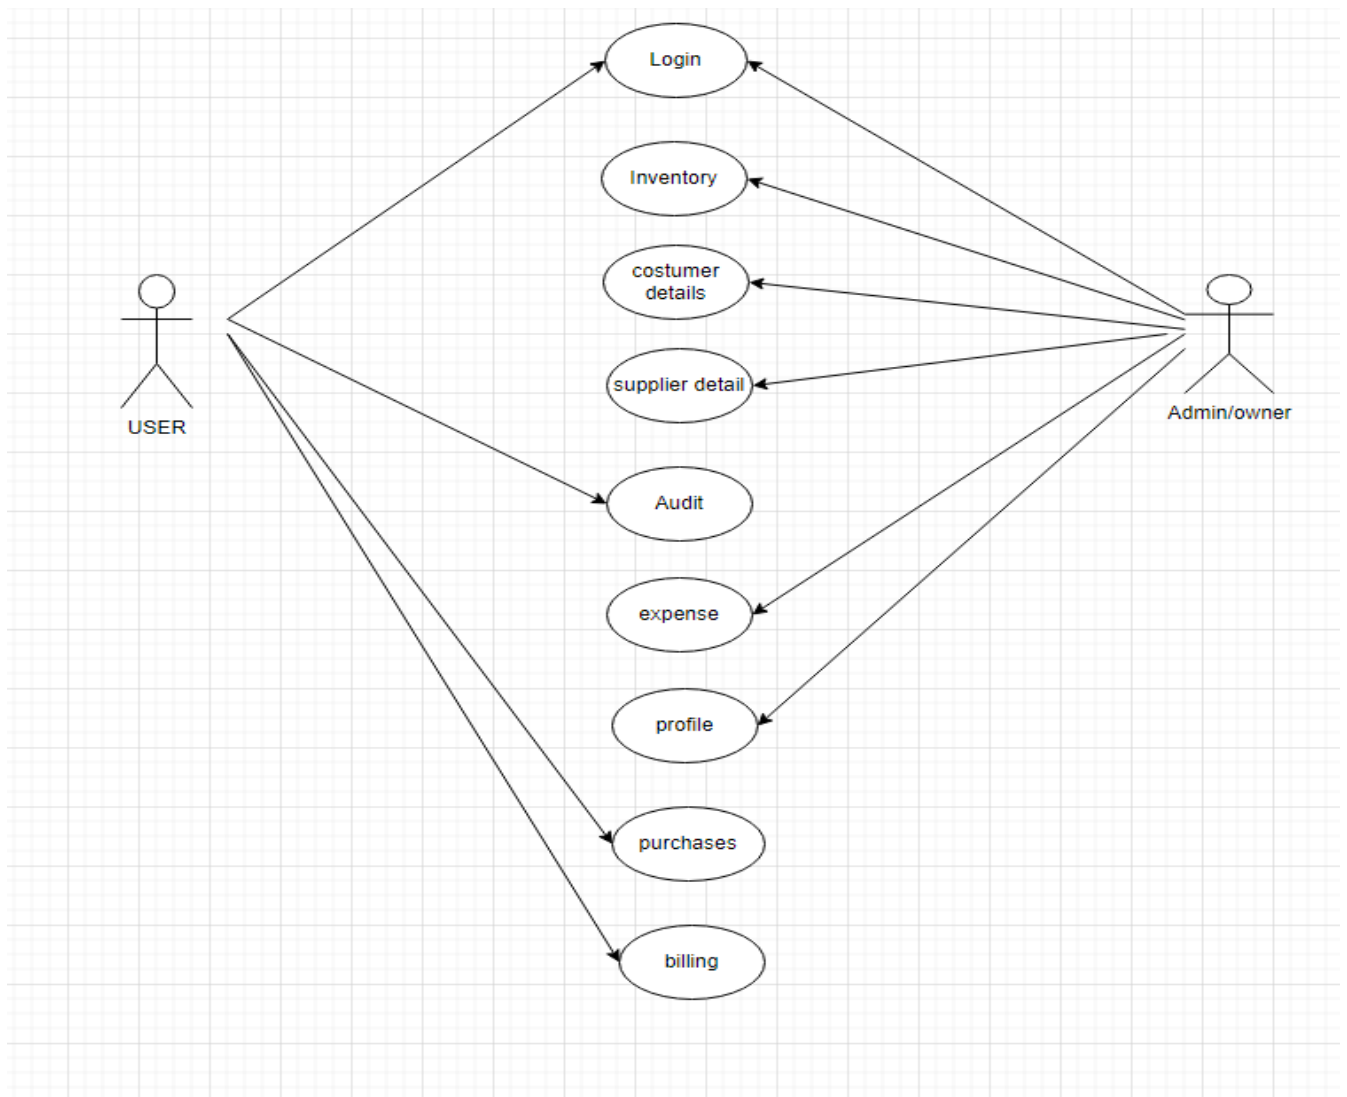 Login
Inventory
costumer
details
supplier detail
USER
Admin/owner
Audit
expense
profile
purchases
billing